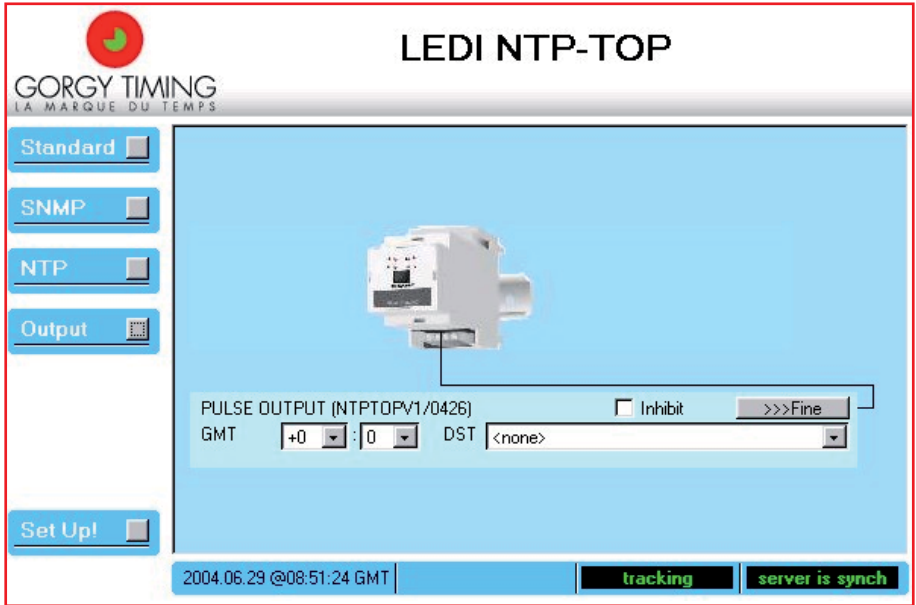 LEDI NTP-TOP
GORGY TIMING
LA MARQUE DU TEMPS
Standard
SNMP
NTP
Output
PULSE OUTPUT (NTPTOPV1/0426)
Inhibit
>>>Fine
GMT +0 : 0 DST <none>
Set Up!
2004.06.29 @08:51:24 GMT
tracking
server is synch